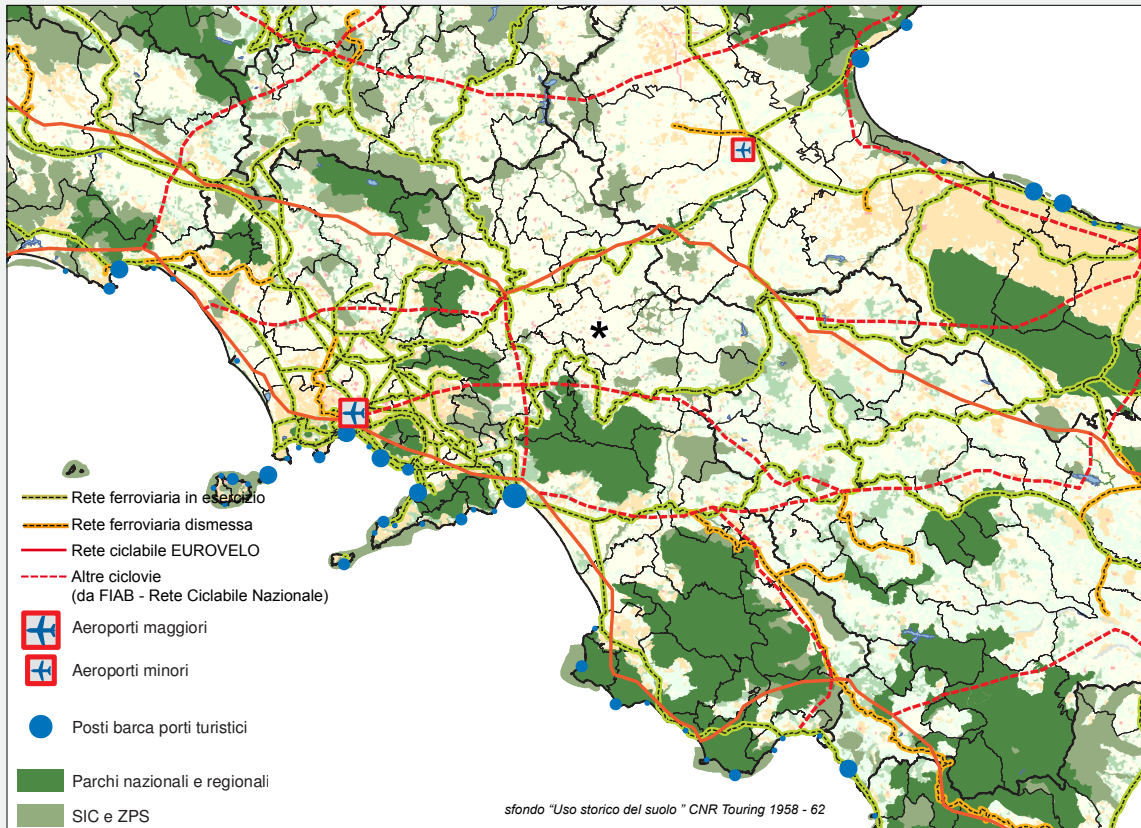 *
Rete ferroviaria in esercizio
Rete ferroviaria dismessa
Rete ciclabile EUROVELO
Altre ciclovie
(da FIAB - Rete Ciclabile Nazionale)
Aeroporti maggiori
Aeroporti minori
Posti barca porti turistici
Parchi nazionali e regionali
SIC e ZPS
sfondo “Uso storico del suolo ” CNR Touring 1958 - 62